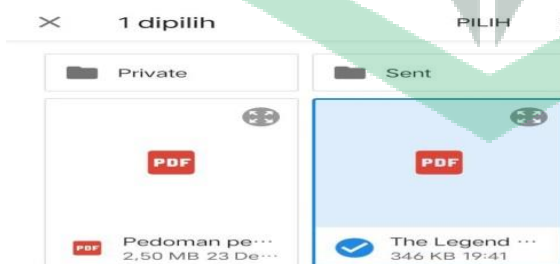 1 dipilih PILIH
Private Sent
PDF PDF
PDF Pedoman pe... The Legend ...
2,50 MB 23 De... 346 KB 19:41